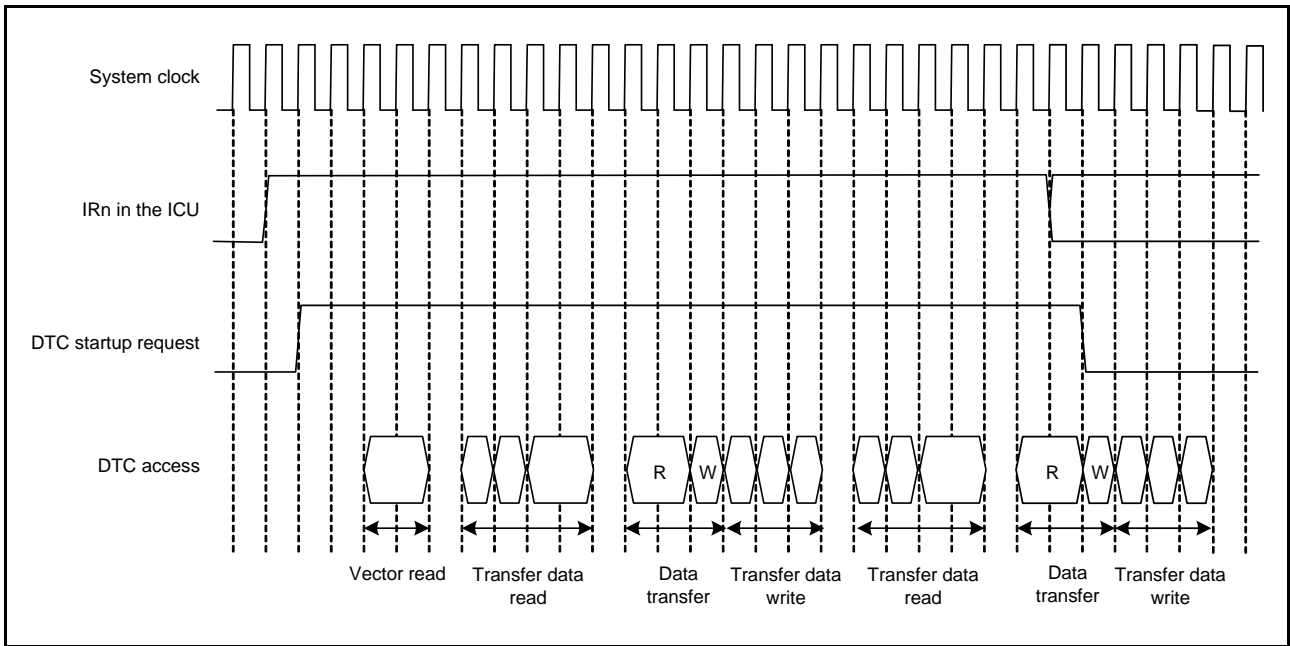 System clock
IRn in the ICU
DTC startup request
DTC access
R
W
R
W
Vector read
Transfer data
read
Data
transfer
Transfer data
write
Transfer data
read
Data
transfer
Transfer data
write